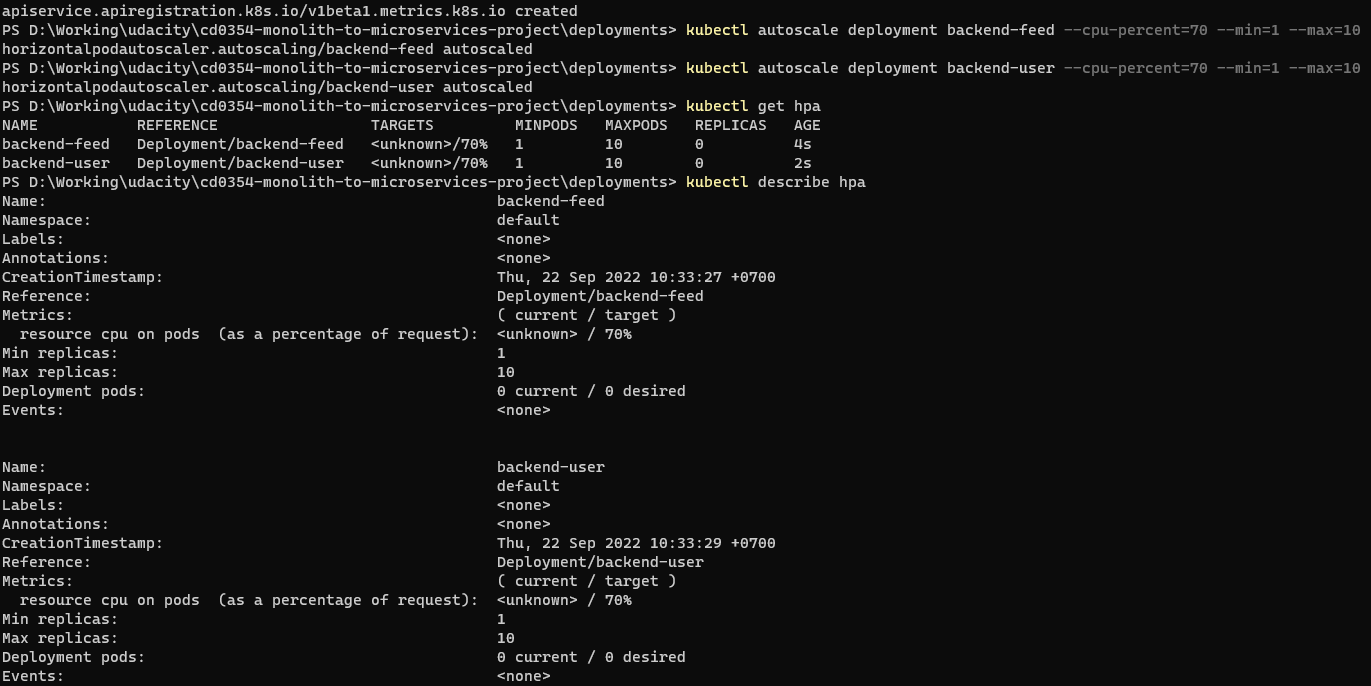 apiservice.apiregistration.k8s.io/v1beta1.metrics.k8s.io created
PS D:\Working\udacity\cd0354-monolith-to-microservices-project\deployments> kubectl autoscale deployment backend-feed --cpu-percent=70 --min=1 --max=10
horizontalpodautoscaler.autoscaling/backend-feed autoscaled
PS D:\Working\udacity\cd0354-monolith-to-microservices-project\deployments> kubectl autoscale deployment backend-user --cpu-percent=70 --min=1 --max=10
horizontalpodautoscaler.autoscaling/backend-user autoscaled
PS D:\Working\udacity\cd0354-monolith-to-microservices-project\deployments> kubectl get hpa
NAME           REFERENCE                 TARGETS         MINPODS   MAXPODS   REPLICAS   AGE
backend-feed   Deployment/backend-feed   <unknown>/70%   1         10        0          4s
backend-user   Deployment/backend-user   <unknown>/70%   1         10        0          2s
PS D:\Working\udacity\cd0354-monolith-to-microservices-project\deployments> kubectl describe hpa
Name:                                                  backend-feed
Namespace:                                             default
Labels:                                                <none>
Annotations:                                           <none>
CreationTimestamp:                                     Thu, 22 Sep 2022 10:33:27 +0700
Reference:                                             Deployment/backend-feed
Metrics:                                               ( current / target )
  resource cpu on pods  (as a percentage of request):  <unknown> / 70%
Min replicas:                                          1
Max replicas:                                          10
Deployment pods:                                       0 current / 0 desired
Events:                                                <none>
Name:                                                  backend-user
Namespace:                                             default
Labels:                                                <none>
Annotations:                                           <none>
CreationTimestamp:                                     Thu, 22 Sep 2022 10:33:29 +0700
Reference:                                             Deployment/backend-user
Metrics:                                               ( current / target )
  resource cpu on pods  (as a percentage of request):  <unknown> / 70%
Min replicas:                                          1
Max replicas:                                          10
Deployment pods:                                       0 current / 0 desired
Events:                                                <none>